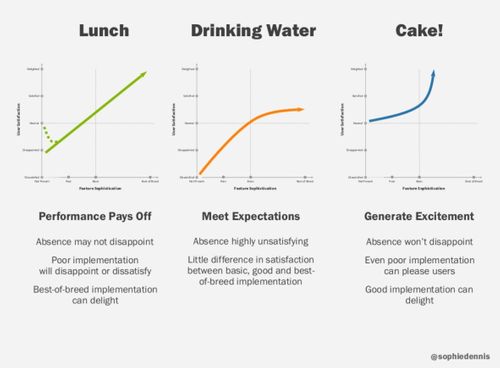 Lunch
Drinking Water
Cake!
Delighted
Satisfied
Neutral
Disappointed
Dissatisfied
User Satisfaction
Not Present
Poor
Basic
Best of Breed
Feature Sophistication
Delighted
Satisfied
Neutral
Disappointed
Dissatisfied
User Satisfaction
Not Present
Poor
Basic
Best of Breed
Feature Sophistication
Delighted
Satisfied
Neutral
Disappointed
Dissatisfied
User Satisfaction
Not Present
Poor
Basic
Best of Breed
Feature Sophistication
Performance Pays Off
Absence may not disappoint
Poor implementation
will disappoint or dissatisfy
Best-of-breed implementation
can delight
Meet Expectations
Absence highly unsatisfying
Little difference in satisfaction
between basic, good and best-
of-breed implementation
Generate Excitement
Absence won't disappoint
Even poor implementation
can please users
Good implementation can
delight
@sophiedennis